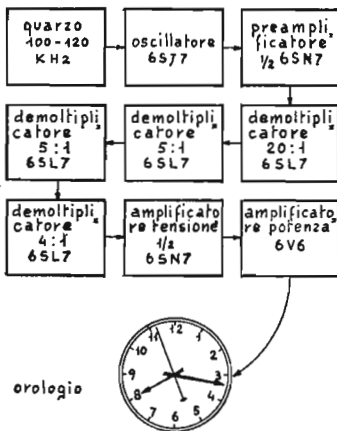 quarzo
100-120
KHz
oscillatore
6SJ7
preampli„
ficatore
1/2 6SN7
demoltipli„
catore
5:1
6SL7
demoltipli„
catore
5:1
6SL7
demoltipli„
catore
20:1
6SL7
demoltipli„
catore
4:1
6SL7
amplificato„
re tensione
1/2
6SN7
amplificato„
re potenza
6V6
orologio
12
1
2
3
4
5
6
7
8
9
10
11